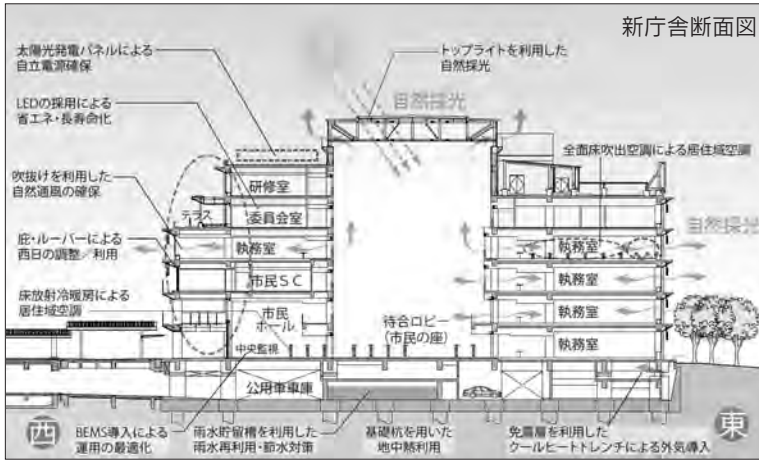 新庁舎断面図
太陽光発電パネルによる
自立電源確保
トップライトを利用した
自然採光
LEDの採用による
省エネ・長寿命化
自然採光
全面床吹出空調による居住域空調
吹抜けを利用した
自然通風の確保
研修室
テラス
委員会室
自然採光
庇・ルーバーによる
西日の調整/利用
執務室
執務室
市民SC
執務室
床放射冷暖房による
居住域空調
市民
ホール
待合ロビー
(市民の座)
執務室
中央監視
執務室
公用車車庫
西
東
BEMS導入による
運用の最適化
雨水貯留槽を利用した
雨水再利用・節水対策
基礎杭を用いた
地中熱利用
免震層を利用した
クールヒートトレンチによる外気導入